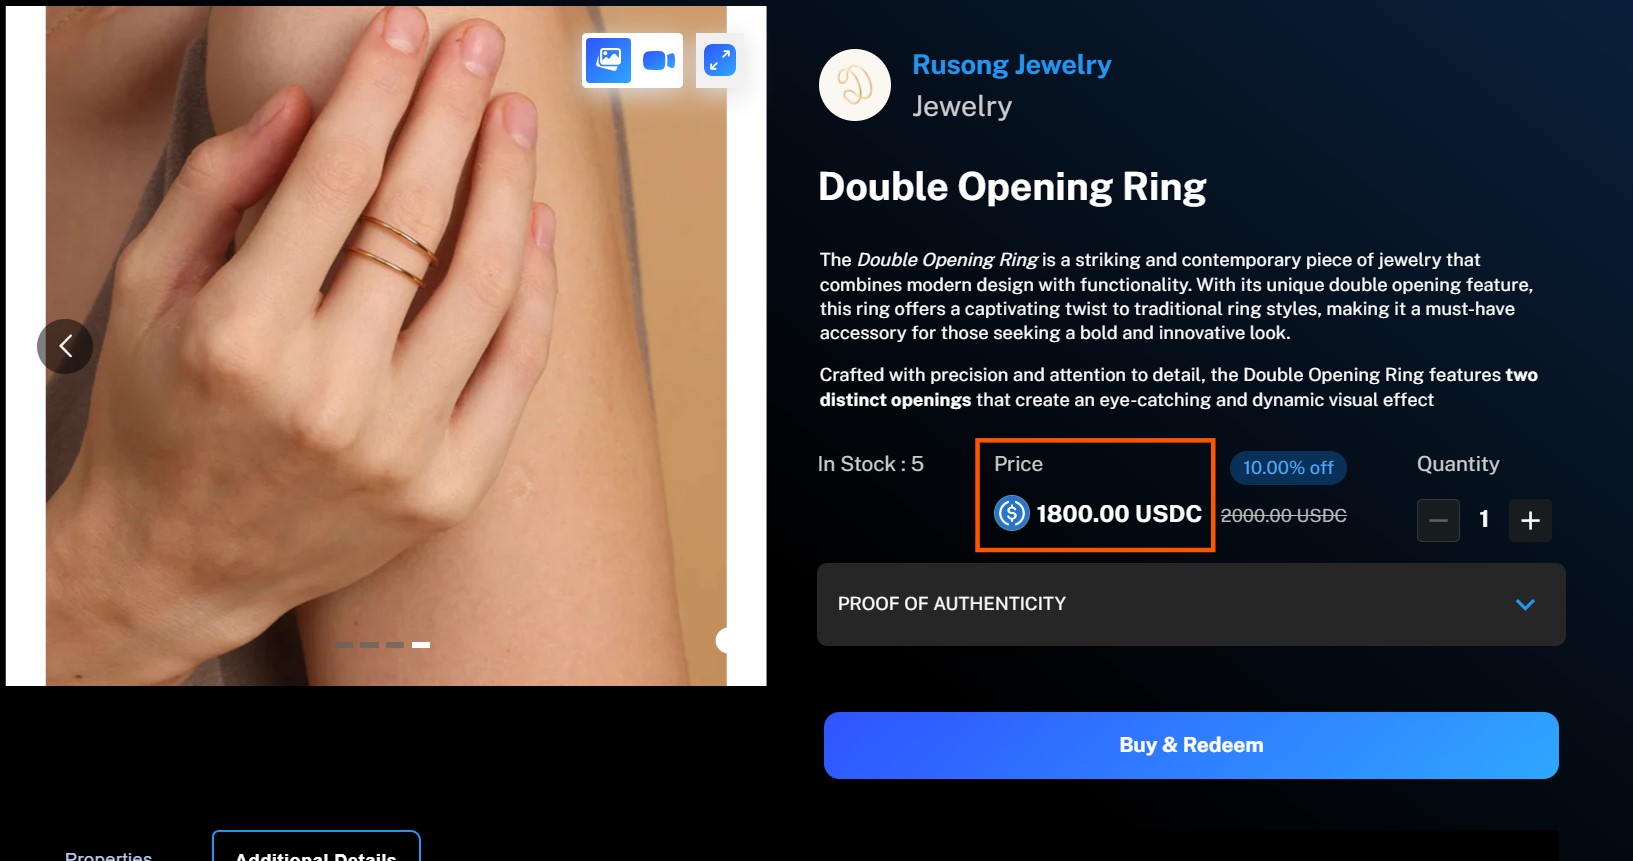 Rusong Jewelry
Jewelry
Double Opening Ring
The Double Opening Ring is a striking and contemporary piece of jewelry that
combines modern design with functionality. With its unique double opening feature,
this ring offers a captivating twist to traditional ring styles, making it a must-have
accessory for those seeking a bold and innovative look.
Crafted with precision and attention to detail, the Double Opening Ring features two
distinct openings that create an eye-catching and dynamic visual effect
In Stock : 5
Price
10.00% off
Quantity
1800.00 USDC
2000.00 USDC
1
PROOF OF AUTHENTICITY
Buy & Redeem
Properties
Additional Details